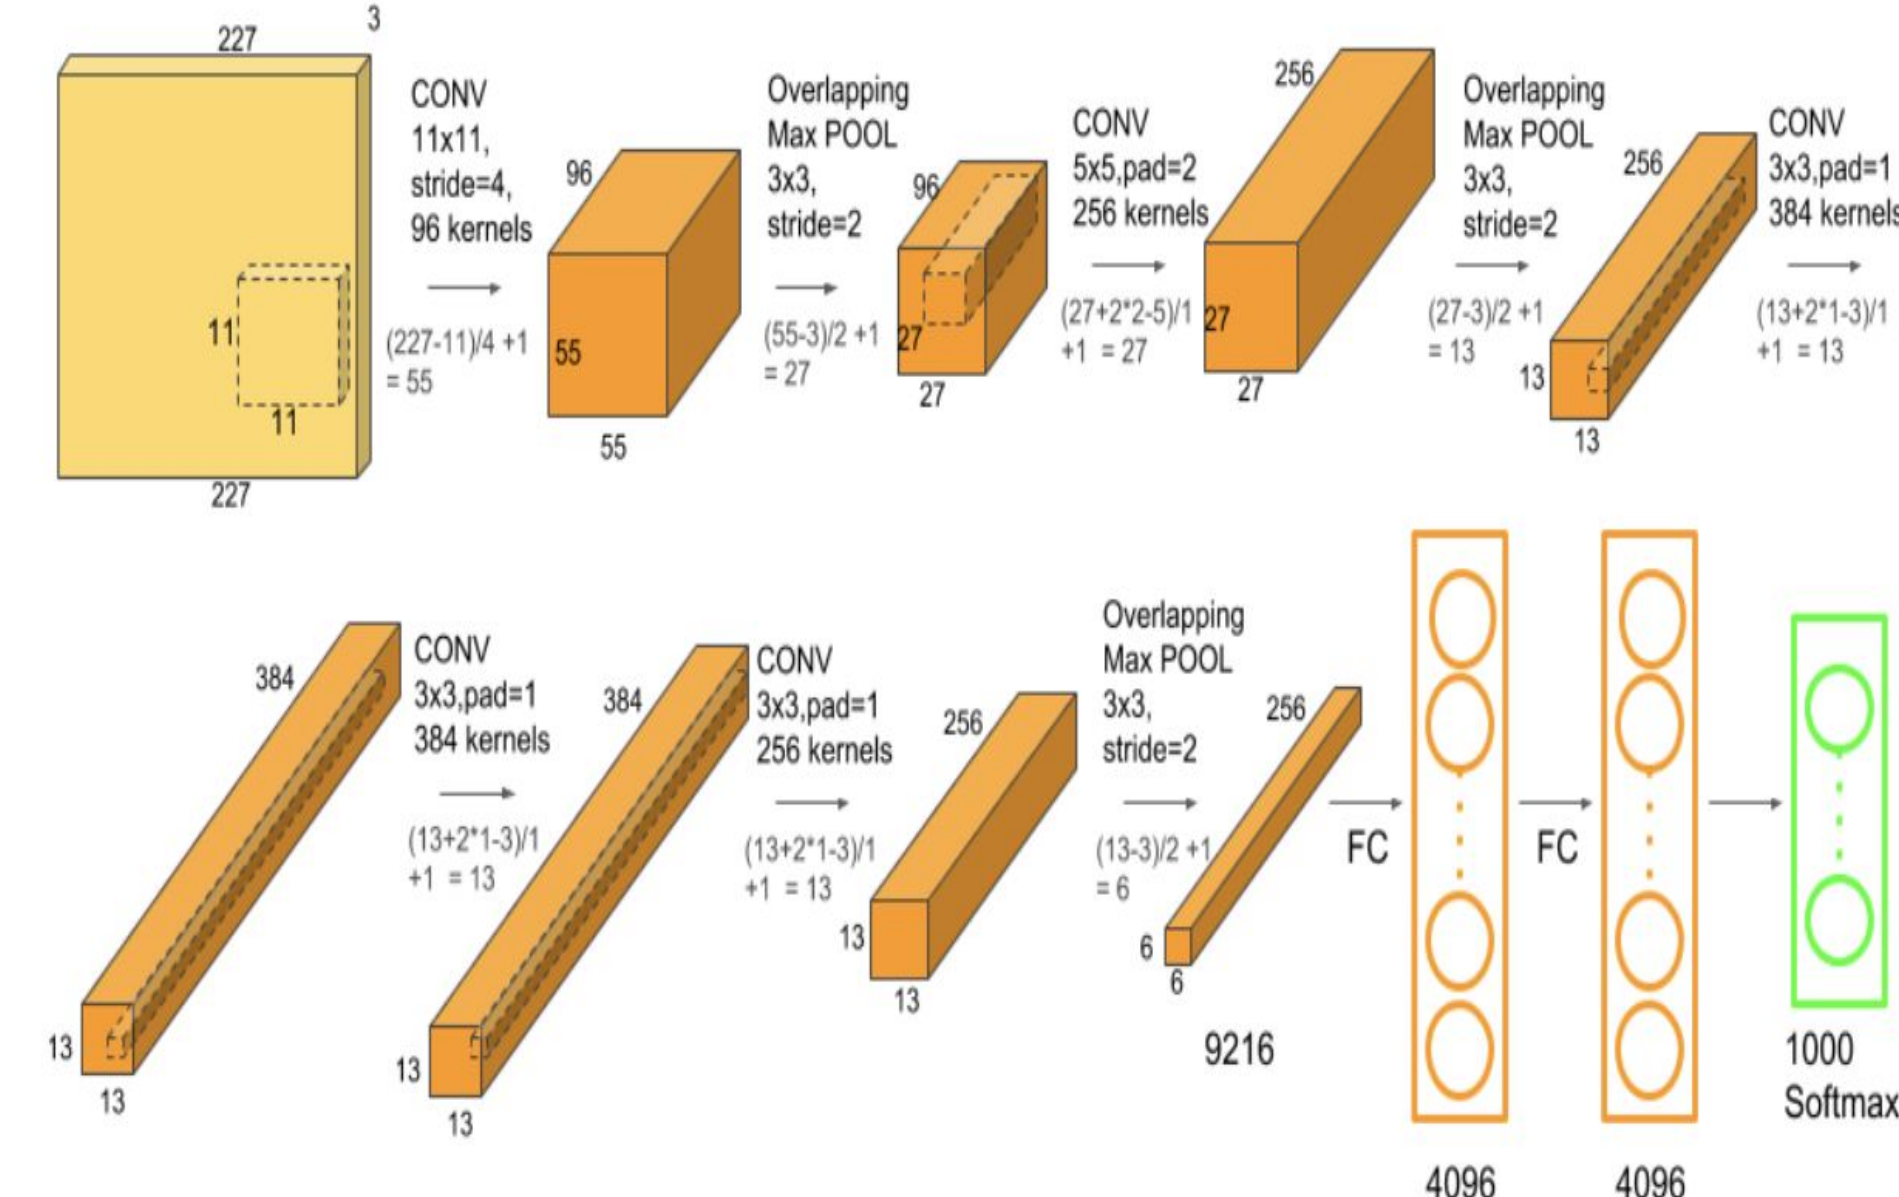 227
3
11
11
227
CONV
11x11,
stride=4,
96 kernels
(227-11)/4 +1
= 55
96
55
55
Overlapping
Max POOL
3x3,
stride=2
(55-3)/2 +1
= 27
96
27
27
CONV
5x5,pad=2
256 kernels
(27+2*2-5)/1
+1 = 27
256
27
27
Overlapping
Max POOL
3x3,
stride=2
(27-3)/2 +1
= 13
256
13
13
CONV
3x3,pad=1
384 kernels
(13+2*1-3)/1
+1 = 13
384
13
13
CONV
3x3,pad=1
384 kernels
(13+2*1-3)/1
+1 = 13
384
13
13
CONV
3x3,pad=1
256 kernels
(13+2*1-3)/1
+1 = 13
256
13
13
Overlapping
Max POOL
3x3,
stride=2
(13-3)/2 +1
= 6
256
6
6
9216
FC
4096
FC
4096
1000
Softmax